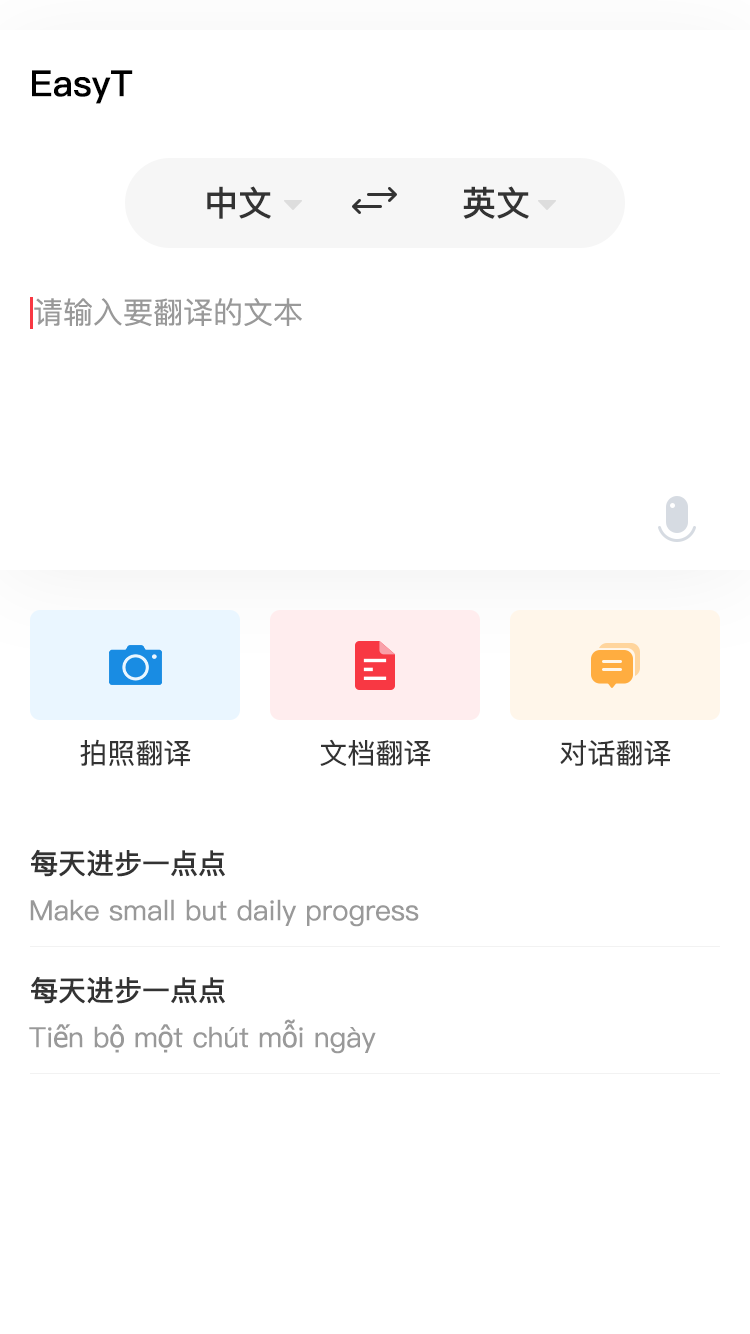 EasyT
中文 英文
请输入要翻译的文本
拍照翻译 文档翻译 对话翻译
每天进步一点点
Make small but daily progress
每天进步一点点
Tiến bộ một chút mỗi ngày